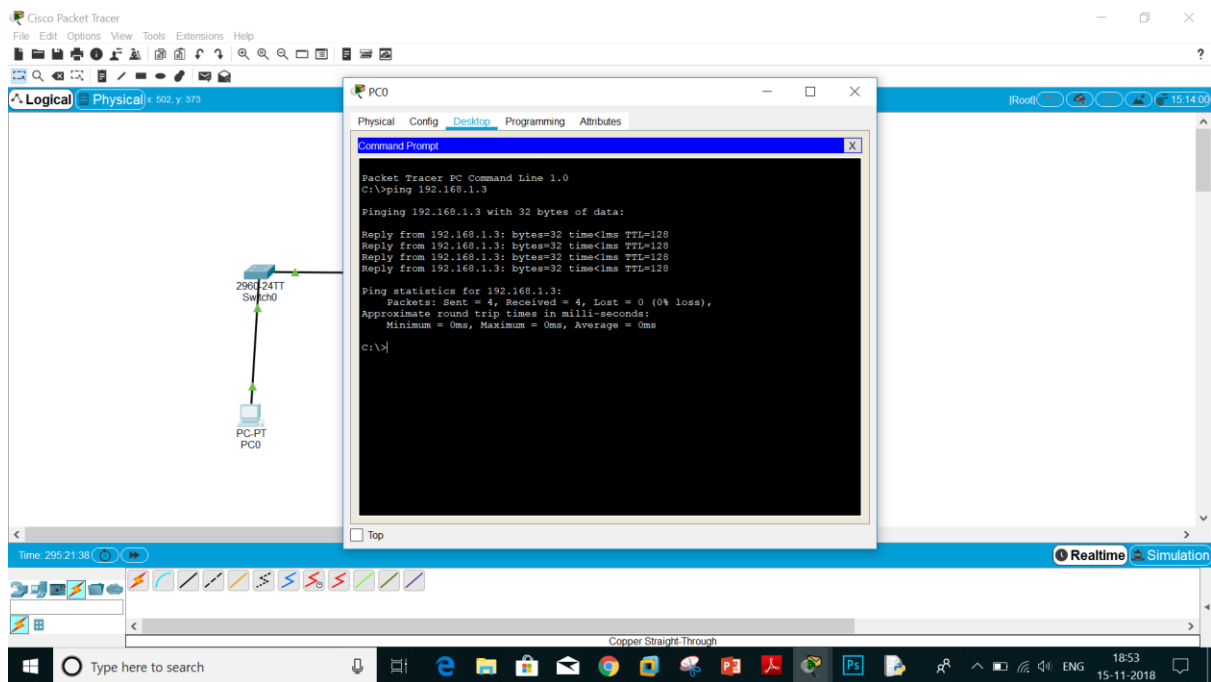 Cisco Packet Tracer
File Edit Options View Tools Extensions Help
?
Logical Physical x: 502, y: 373
[Root] 15:14:00
PC0
Physical Config Desktop Programming Attributes
Command Prompt X
Packet Tracer PC Command Line 1.0
C:\>ping 192.168.1.3
Pinging 192.168.1.3 with 32 bytes of data:
Reply from 192.168.1.3: bytes=32 time<1ms TTL=128
Reply from 192.168.1.3: bytes=32 time<1ms TTL=128
Reply from 192.168.1.3: bytes=32 time<1ms TTL=128
Reply from 192.168.1.3: bytes=32 time<1ms TTL=128
Ping statistics for 192.168.1.3:
Packets: Sent = 4, Received = 4, Lost = 0 (0% loss),
Approximate round trip times in milli-seconds:
Minimum = 0ms, Maximum = 0ms, Average = 0ms
C:\>
2960-24TT
Switch0
PC-PT
PC0
Top
Time: 295:21:38
Realtime Simulation
Copper Straight-Through
Type here to search
ENG
18:53
15-11-2018